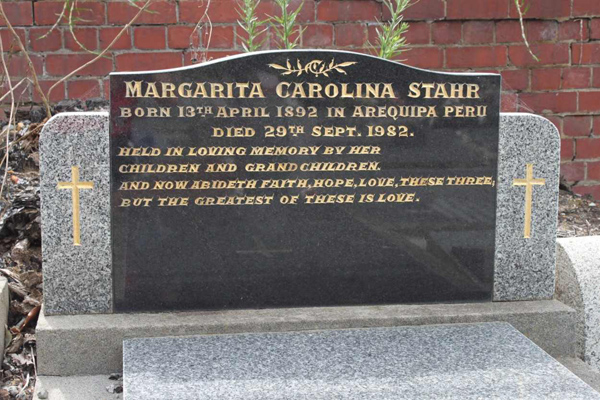 MARGARITA CAROLINA STAHR
BORN 13TH APRIL 1892 IN AREQUIPA PERU
DIED 29TH SEPT. 1982.
HELD IN LOVING MEMORY BY HER
CHILDREN AND GRANDCHILDREN.
AND NOW ABIDETH FAITH, HOPE, LOVE, THESE THREE;
BUT THE GREATEST OF THESE IS LOVE.